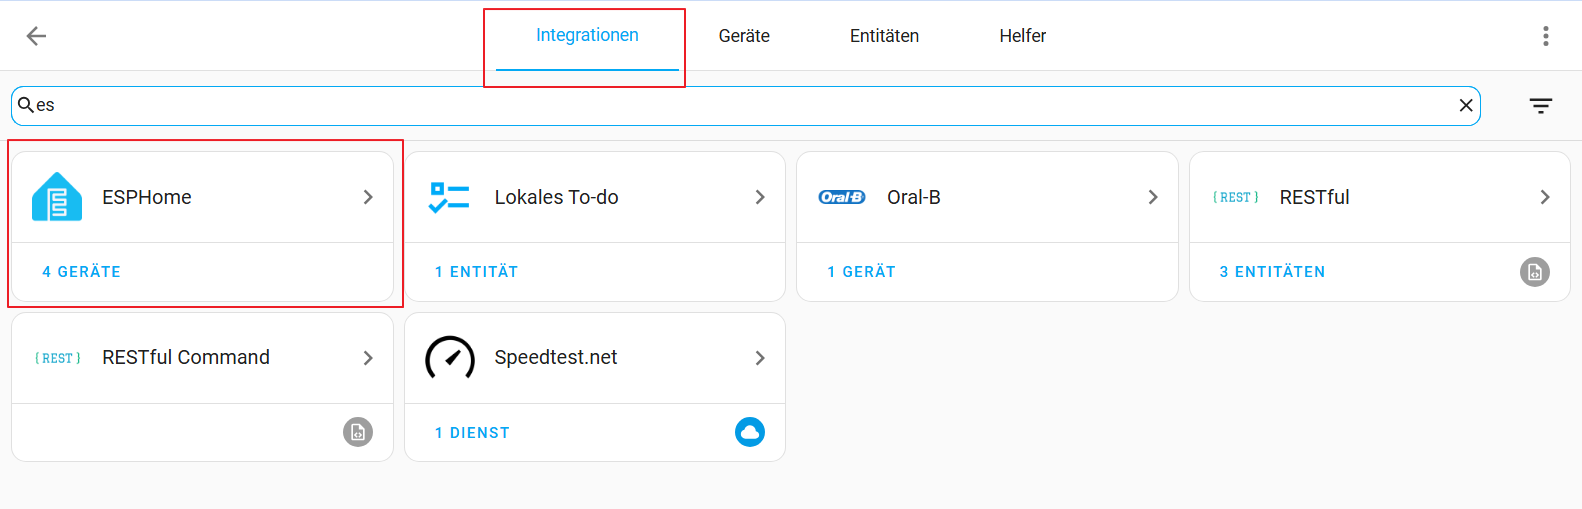 Integrationen Geräte Entitäten Helfer
es
ESPHome
4 GERÄTE
Lokales To-do
1 ENTITÄT
Oral-B
Oral-B
1 GERÄT
{ REST }
RESTful
3 ENTITÄTEN
{ REST }
RESTful Command
Speedtest.net
1 DIENST